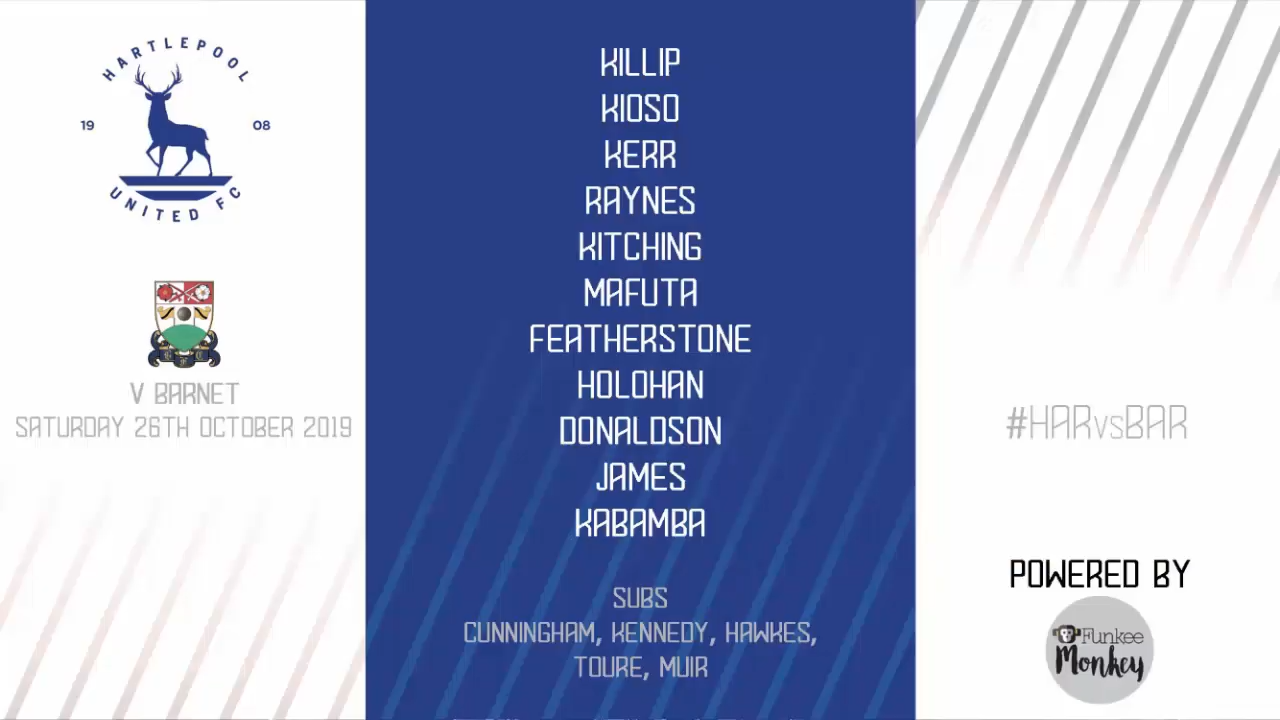 HARTLEPOOL
19 08
UNITED FC
V BARNET
SATURDAY 26TH OCTOBER 2019
KILLIP
KIOSO
KERR
RAYNES
KITCHING
MAFUTA
FEATHERSTONE
HOLOHAN
DONALDSON
JAMES
KABAMBA
SUBS
CUNNINGHAM, KENNEDY, HAWKES,
TOURE, MUIR
#HARvsBAR
POWERED BY
Funkee
Monkey